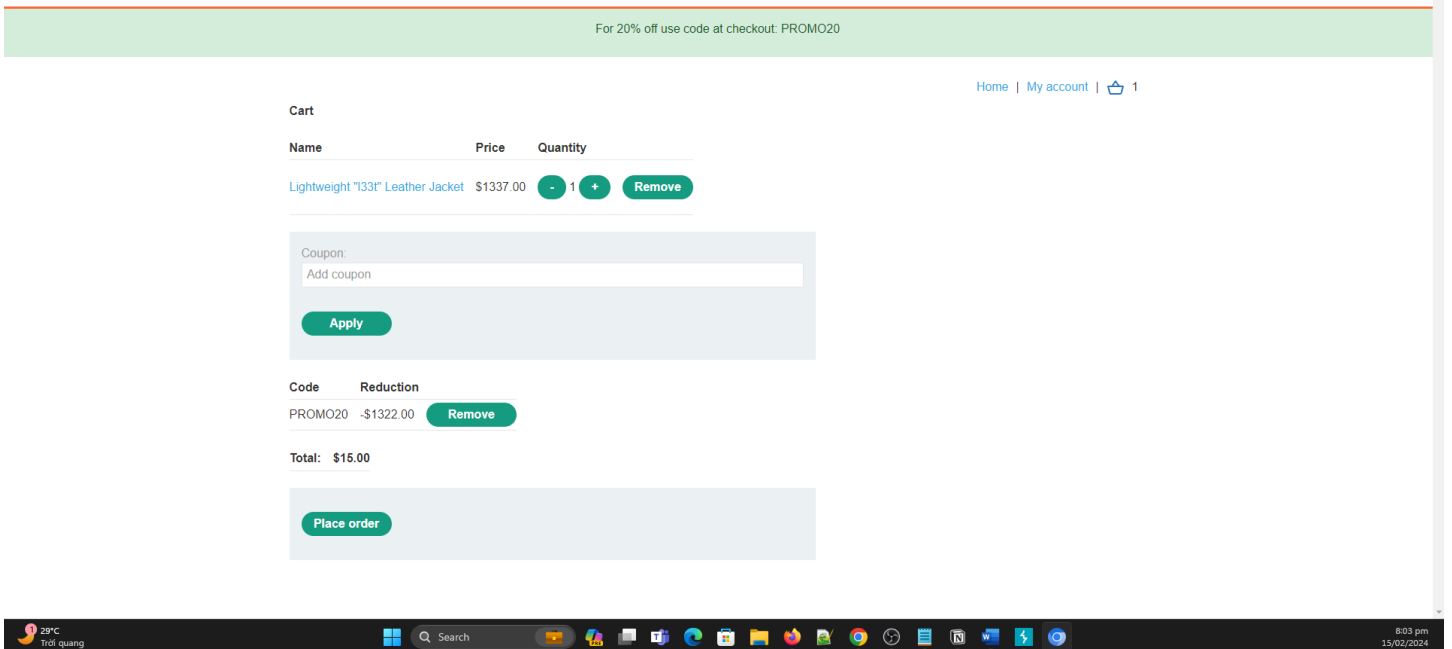 For 20% off use code at checkout: PROMO20
Home | My account | 1
Cart
Name Price Quantity
Lightweight "l33t" Leather Jacket $1337.00 - 1 + Remove
Coupon:
Add coupon
Apply
Code Reduction
PROMO20 -$1322.00 Remove
Total: $15.00
Place order
1 29°C
Trời quang
Search
PRE
8:03 pm
15/02/2024